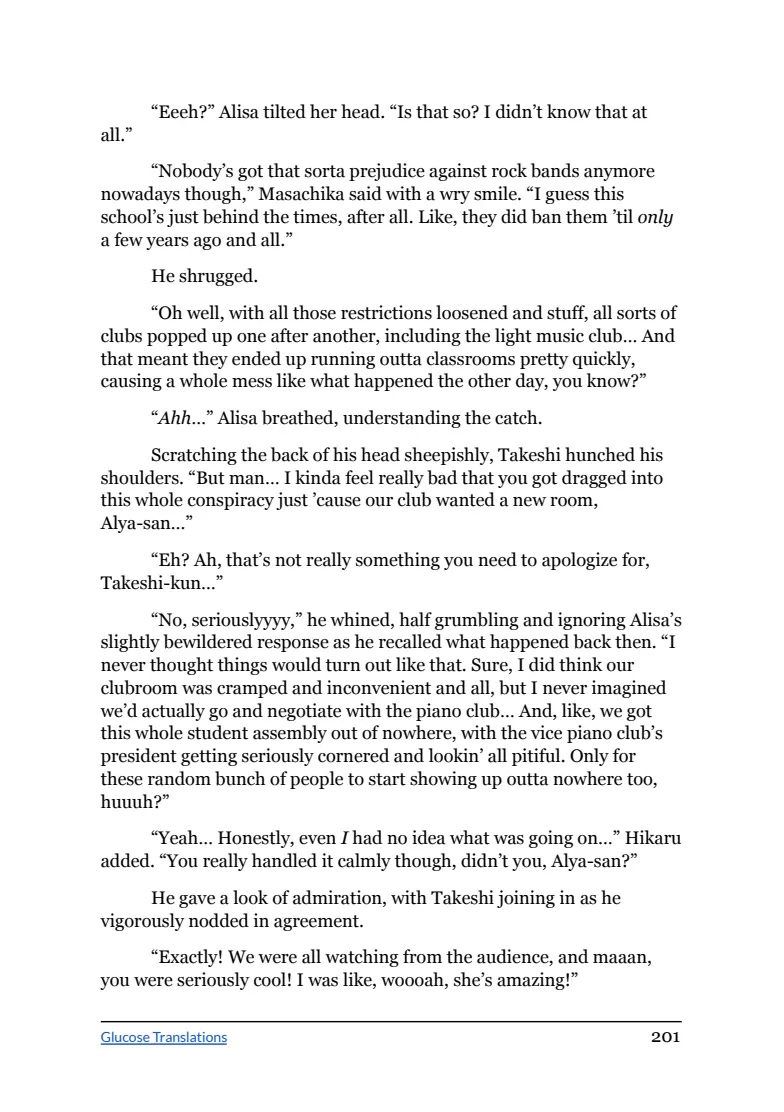 “Eeeh?” Alisa tilted her head. “Is that so? I didn’t know that at
all.”
“Nobody’s got that sorta prejudice against rock bands anymore
nowadays though,” Masachika said with a wry smile. “I guess this
school’s just behind the times, after all. Like, they did ban them ’til only
a few years ago and all.”
He shrugged.
“Oh well, with all those restrictions loosened and stuff, all sorts of
clubs popped up one after another, including the light music club... And
that meant they ended up running outta classrooms pretty quickly,
causing a whole mess like what happened the other day, you know?”
“Ahh...” Alisa breathed, understanding the catch.
Scratching the back of his head sheepishly, Takeshi hunched his
shoulders. “But man... I kinda feel really bad that you got dragged into
this whole conspiracy just ’cause our club wanted a new room,
Alya-san...”
“Eh? Ah, that’s not really something you need to apologize for,
Takeshi-kun...”
“No, seriouslyyyy,” he whined, half grumbling and ignoring Alisa’s
slightly bewildered response as he recalled what happened back then. “I
never thought things would turn out like that. Sure, I did think our
clubroom was cramped and inconvenient and all, but I never imagined
we’d actually go and negotiate with the piano club... And, like, we got
this whole student assembly out of nowhere, with the vice piano club’s
president getting seriously cornered and lookin’ all pitiful. Only for
these random bunch of people to start showing up outta nowhere too,
huuuh?”
“Yeah... Honestly, even I had no idea what was going on...” Hikaru
added. “You really handled it calmly though, didn’t you, Alya-san?”
He gave a look of admiration, with Takeshi joining in as he
vigorously nodded in agreement.
“Exactly! We were all watching from the audience, and maaan,
you were seriously cool! I was like, woooah, she’s amazing!”
Glucose Translations 201